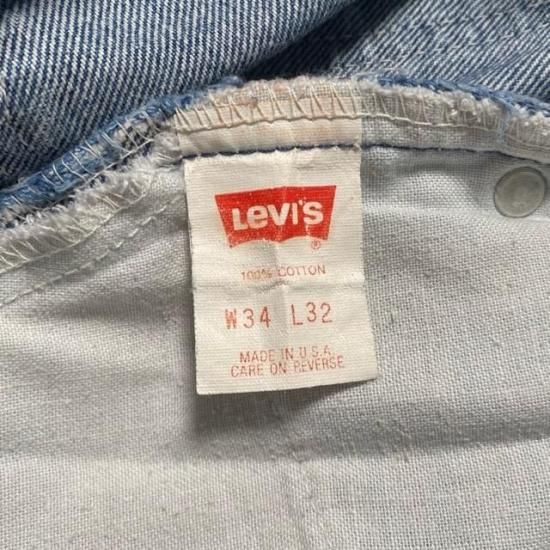 LEVI'S
®
100% COTTON
W34 L32
MADE IN U.S.A.
CARE ON REVERSE